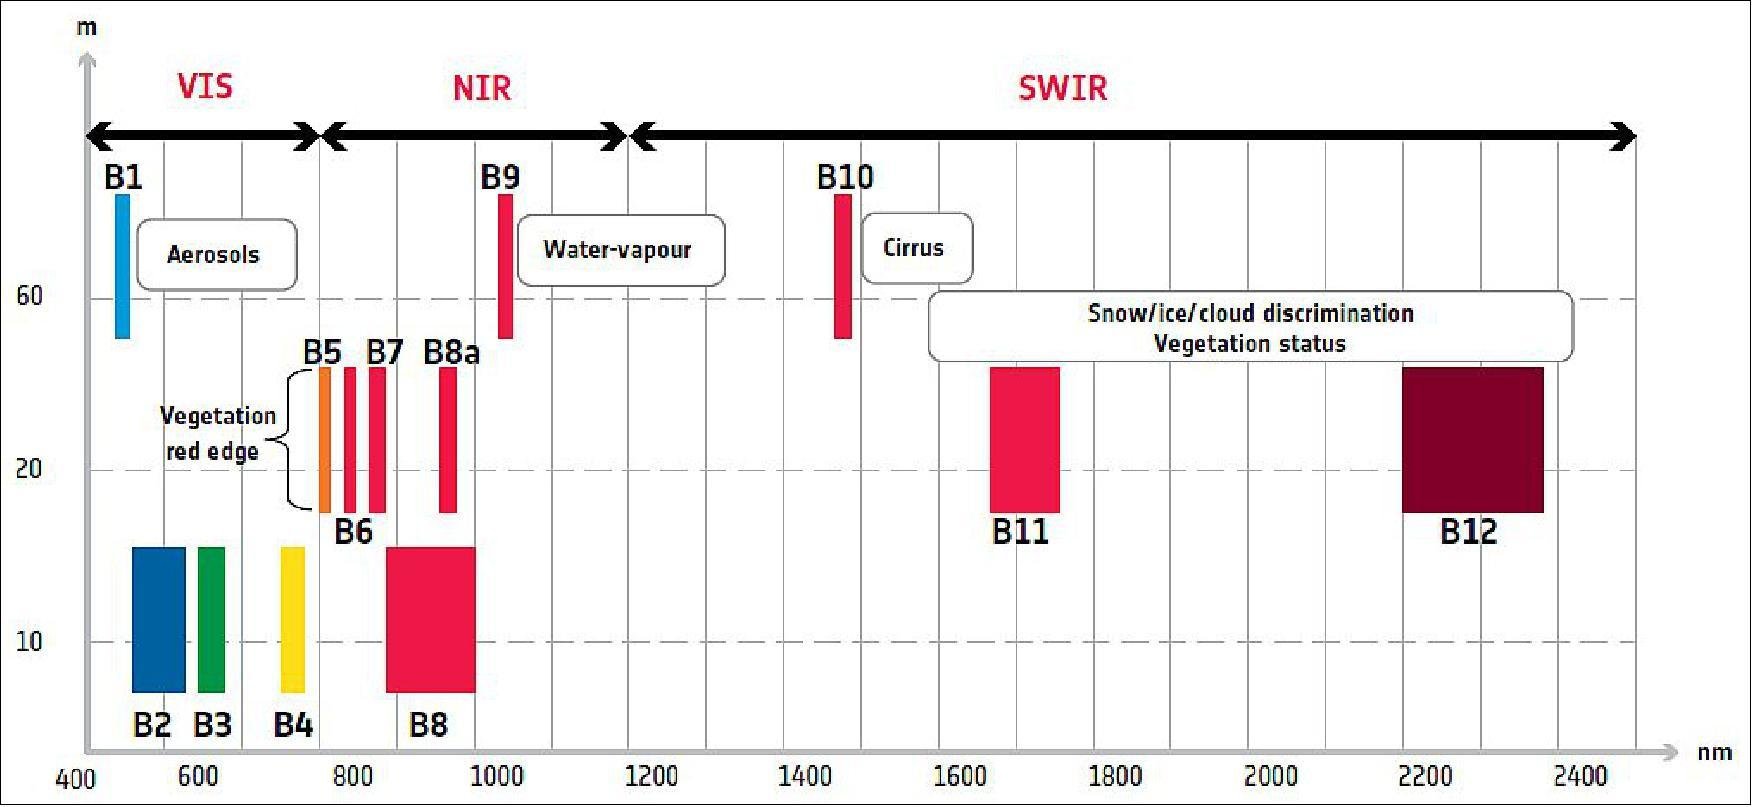 m
VIS
NIR
SWIR
B1
B9
B10
Aerosols
Water-vapour
Cirrus
60
Snow/ice/cloud discrimination
Vegetation status
B5
B7
B8a
Vegetation
red edge
20
B6
B11
B12
10
B2
B3
B4
B8
nm
400
600
800
1000
1200
1400
1600
1800
2000
2200
2400